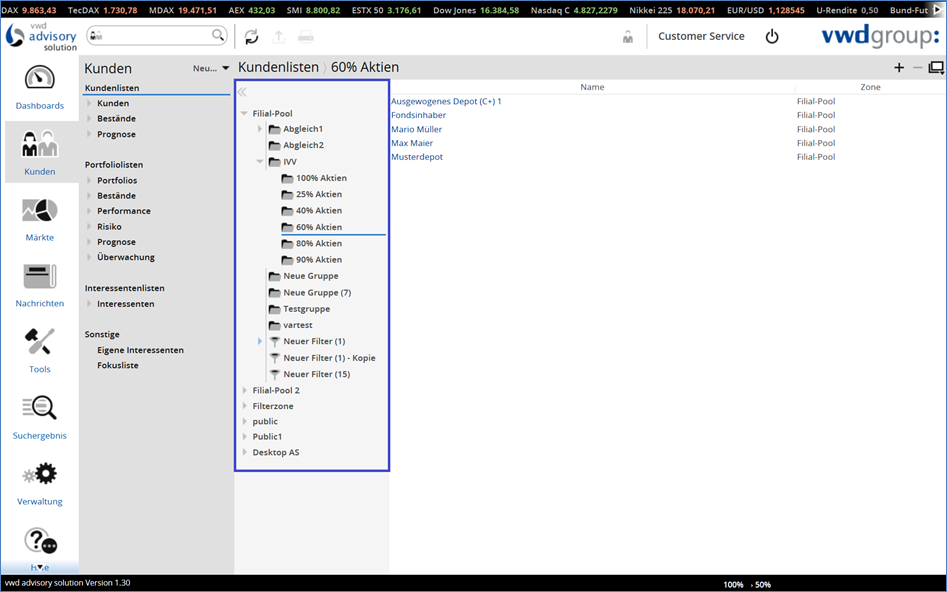 DAX 9.863,43 TecDAX 1.730,78 MDAX 19.471,51 AEX 432,03 SMI 8.800,82 ESTX 50 3.176,61 Dow Jones 16.384,58 Nasdaq C 4.827,2279 Nikkei 225 18.070,21 EUR/USD 1,128545 U-Rendite 0,50 Bund-Fut
vwd
advisory
solution
Customer Service
vwdgroup:
Dashboards
Kunden
Märkte
Nachrichten
Tools
Suchergebnis
Verwaltung
Kunden
Neu...
Kundenlisten
Kunden
Bestände
Prognose
Portfoliolisten
Portfolios
Bestände
Performance
Risiko
Prognose
Überwachung
Interessentenlisten
Interessenten
Sonstige
Eigene Interessenten
Fokusliste
Kundenlisten 60% Aktien
Filial-Pool
Abgleich1
Abgleich2
IVV
100% Aktien
25% Aktien
40% Aktien
60% Aktien
80% Aktien
90% Aktien
Neue Gruppe
Neue Gruppe (7)
Testgruppe
vartest
Neuer Filter (1)
Neuer Filter (1) - Kopie
Neuer Filter (15)
Filial-Pool 2
Filterzone
public
Public1
Desktop AS
Name Zone
Ausgewogenes Depot (C+) 1 Filial-Pool
Fondsinhaber Filial-Pool
Mario Müller Filial-Pool
Max Maier Filial-Pool
Musterdepot Filial-Pool
vwd advisory solution Version 1.30
100% › 50%